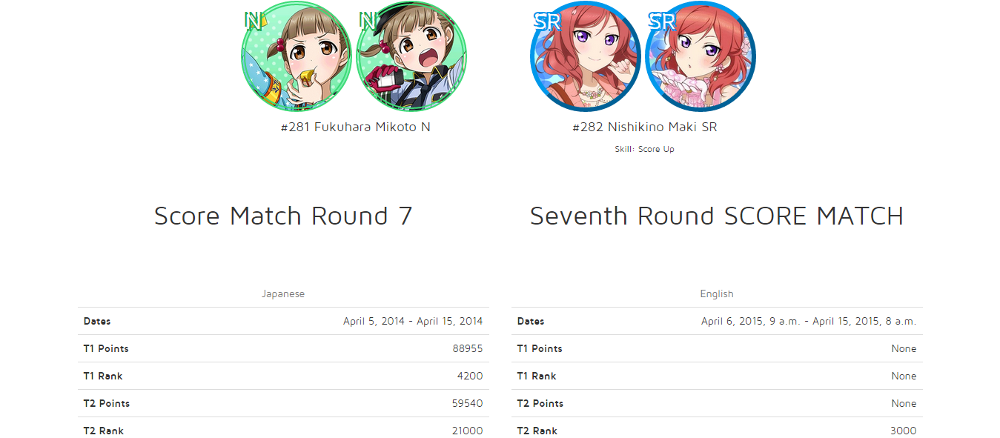 N N SR SR
#281 Fukuhara Mikoto N
#282 Nishikino Maki SR
Skill: Score Up
Score Match Round 7
Seventh Round SCORE MATCH
Japanese
Dates April 5, 2014 - April 15, 2014
T1 Points 88955
T1 Rank 4200
T2 Points 59540
T2 Rank 21000
English
Dates April 6, 2015, 9 a.m. - April 15, 2015, 8 a.m.
T1 Points None
T1 Rank None
T2 Points None
T2 Rank 3000